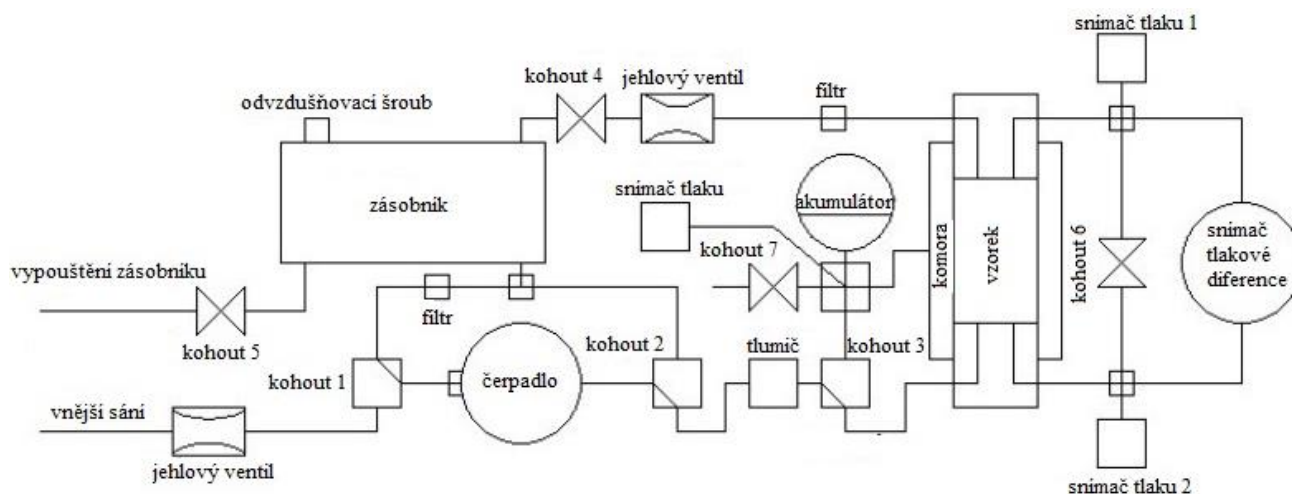 snímač tlaku 1
kohout 4
jehlový ventil
odvzdušňovací šroub
filtr
snímač tlaku
akumulátor
zásobník
kohout 7
komora
vzorek
kohout 6
snímač
tlakové
diference
vypouštění zásobníku
filtr
kohout 5
kohout 2
tlumič
kohout 3
kohout 1
čerpadlo
vnější sání
jehlový ventil
snímač tlaku 2